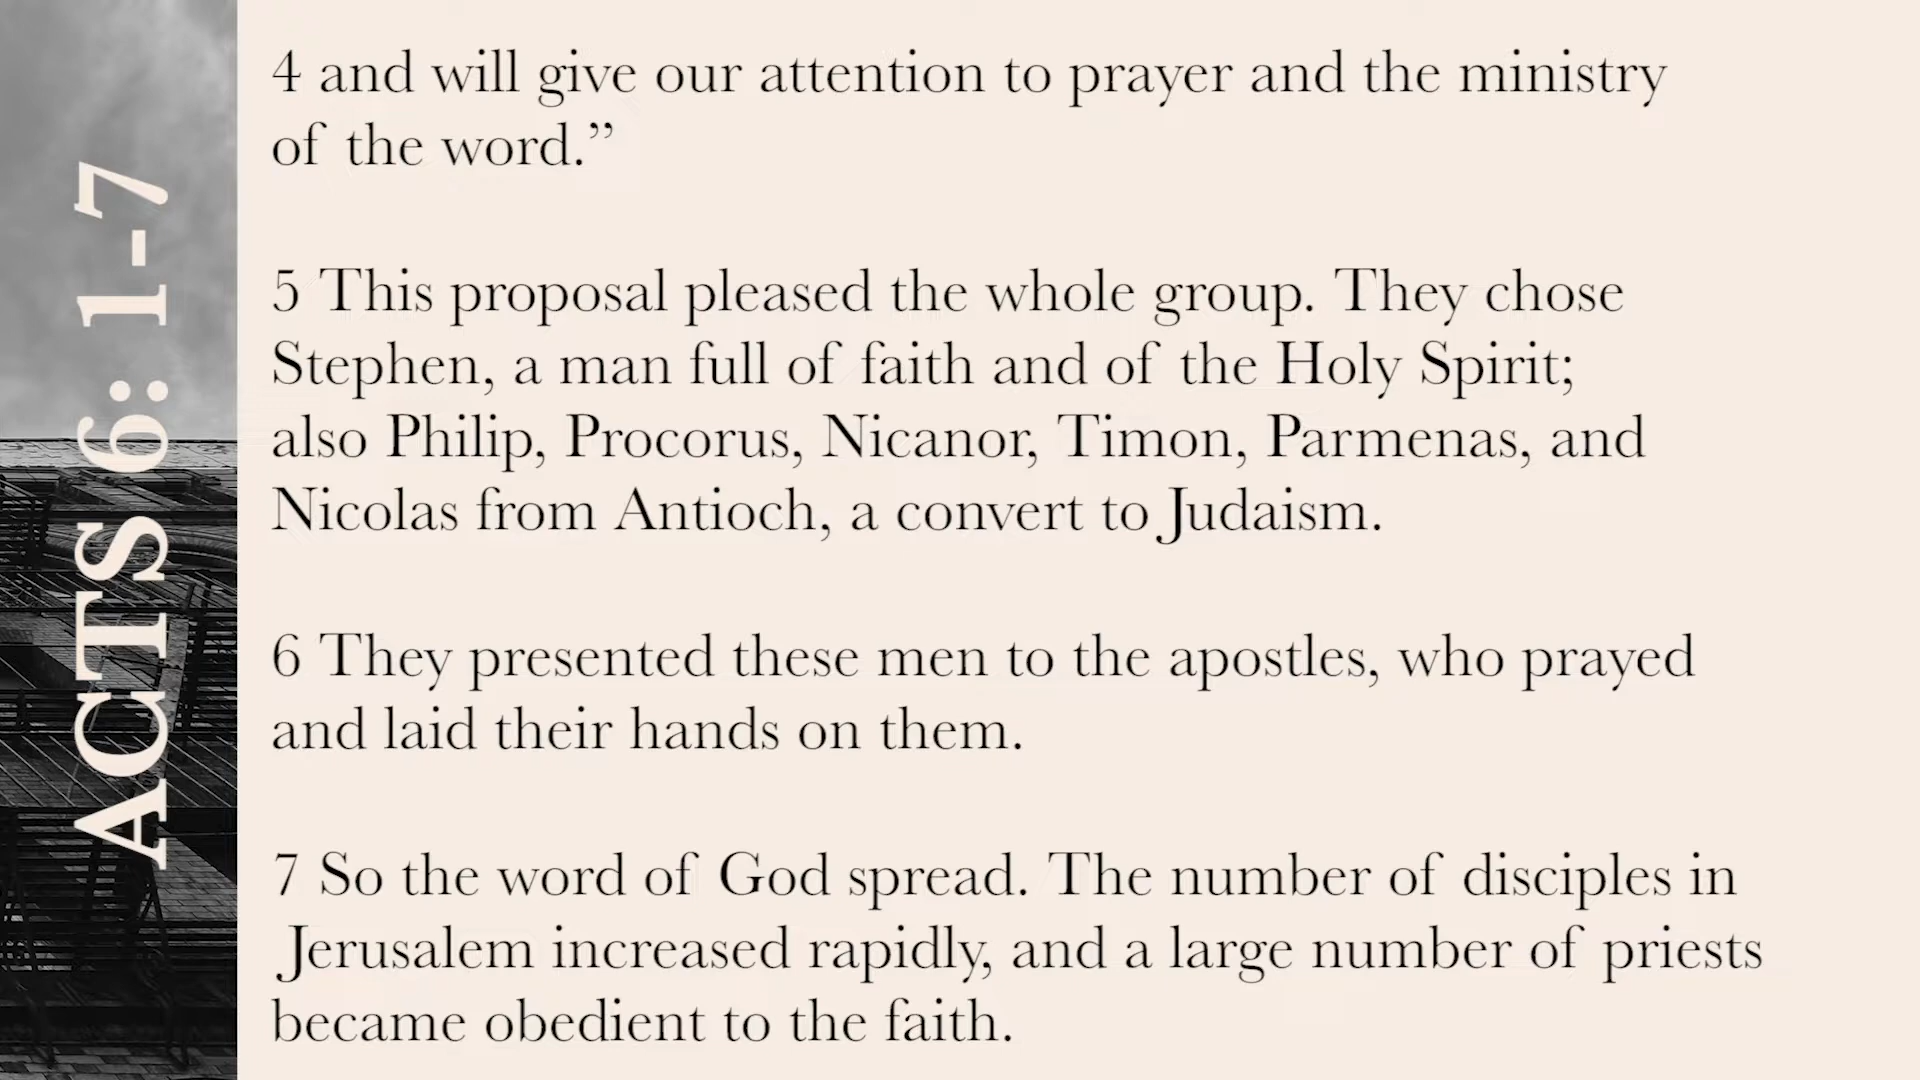 ACTS 6: 1-7
4 and will give our attention to prayer and the ministry
of the word.”
5 This proposal pleased the whole group. They chose
Stephen, a man full of faith and of the Holy Spirit;
also Philip, Procorus, Nicanor, Timon, Parmenas, and
Nicolas from Antioch, a convert to Judaism.
6 They presented these men to the apostles, who prayed
and laid their hands on them.
7 So the word of God spread. The number of disciples in
Jerusalem increased rapidly, and a large number of priests
became obedient to the faith.